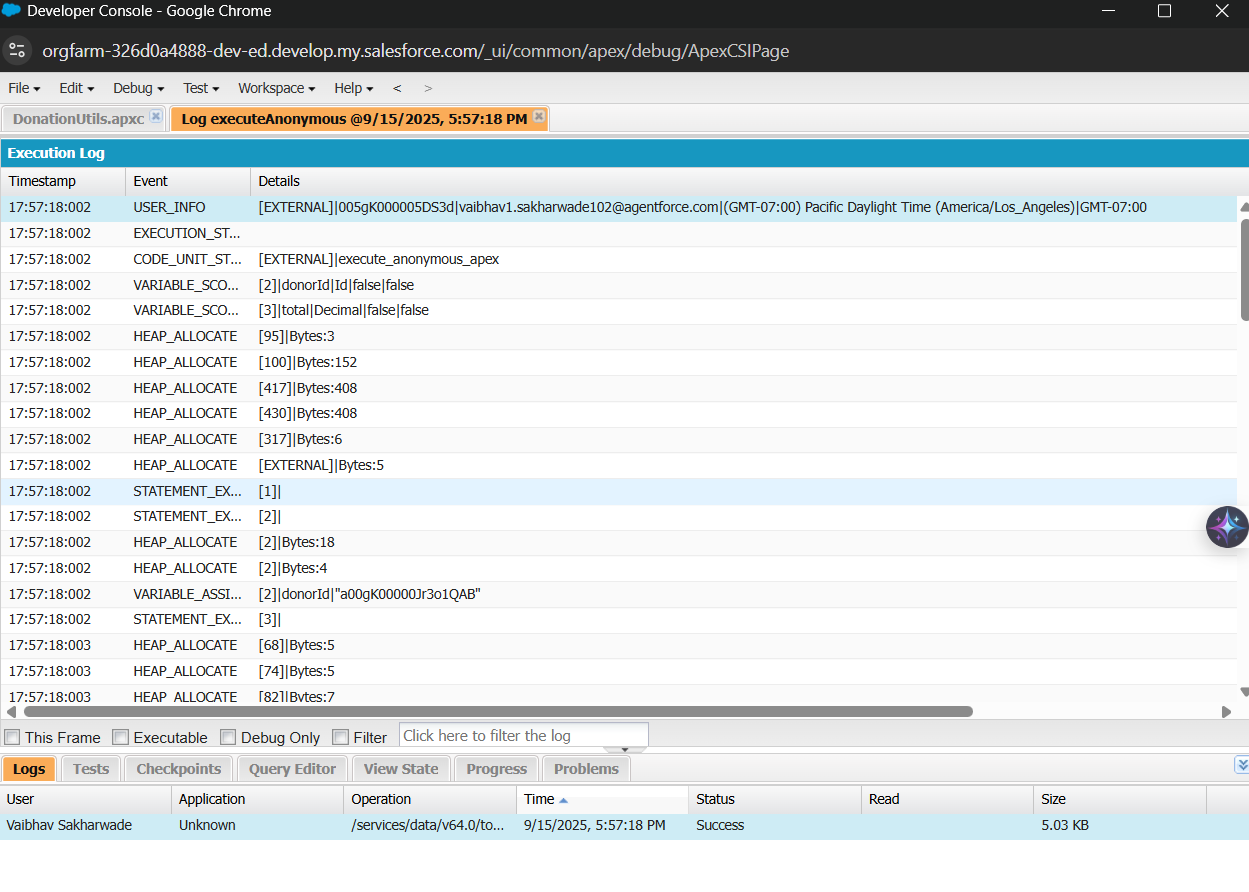 Developer Console - Google Chrome
orgfarm-326d0a4888-dev-ed.develop.my.salesforce.com/_ui/common/apex/debug/ApexCSIPage
File Edit Debug Test Workspace Help < >
DonationUtils.apxc Log executeAnonymous @9/15/2025, 5:57:18 PM
Execution Log
Timestamp Event Details
17:57:18:002 USER_INFO [EXTERNAL]|005gK000005DS3d|vaibhav1.sakharwade102@agentforce.com|(GMT-07:00) Pacific Daylight Time (America/Los_Angeles)|GMT-07:00
17:57:18:002 EXECUTION_ST...
17:57:18:002 CODE_UNIT_ST... [EXTERNAL]|execute_anonymous_apex
17:57:18:002 VARIABLE_SCO... [2]|donorId|Id|false|false
17:57:18:002 VARIABLE_SCO... [3]|total|Decimal|false|false
17:57:18:002 HEAP_ALLOCATE [95]|Bytes:3
17:57:18:002 HEAP_ALLOCATE [100]|Bytes:152
17:57:18:002 HEAP_ALLOCATE [417]|Bytes:408
17:57:18:002 HEAP_ALLOCATE [430]|Bytes:408
17:57:18:002 HEAP_ALLOCATE [317]|Bytes:6
17:57:18:002 HEAP_ALLOCATE [EXTERNAL]|Bytes:5
17:57:18:002 STATEMENT_EX... [1]|
17:57:18:002 STATEMENT_EX... [2]|
17:57:18:002 HEAP_ALLOCATE [2]|Bytes:18
17:57:18:002 HEAP_ALLOCATE [2]|Bytes:4
17:57:18:002 VARIABLE_ASSI... [2]|donorId|"a00gK00000Jr3o1QAB"
17:57:18:002 STATEMENT_EX... [3]|
17:57:18:003 HEAP_ALLOCATE [68]|Bytes:5
17:57:18:003 HEAP_ALLOCATE [74]|Bytes:5
17:57:18:003 HEAP_ALLOCATE [82]|Bytes:7
This Frame Executable Debug Only Filter Click here to filter the log
Logs Tests Checkpoints Query Editor View State Progress Problems
User Application Operation Time Status Read Size
Vaibhav Sakharwade Unknown /services/data/v64.0/to... 9/15/2025, 5:57:18 PM Success 5.03 KB